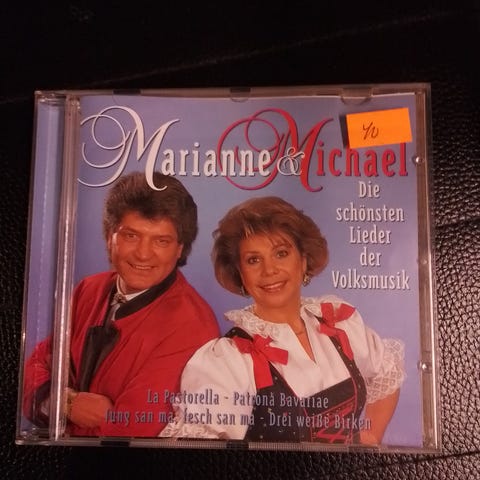 Marianne & Michael
Die
schönsten
Lieder
der
Volksmusik
La Pastorella - Patrona Bavariae
Jung san ma, fesch san ma - Drei weiße Birken